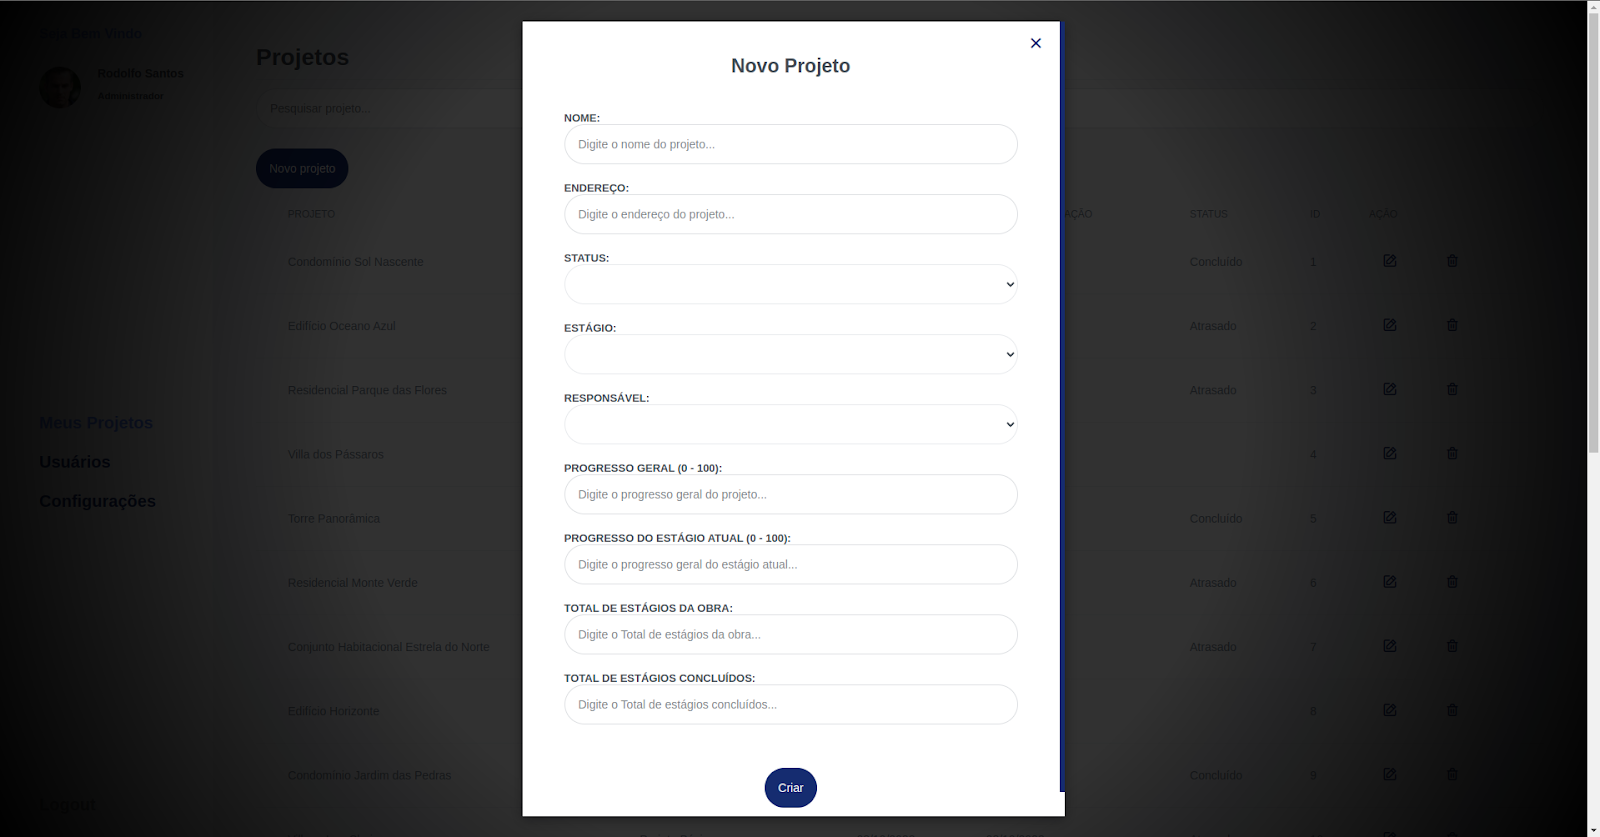 Seja Bem Vindo
Rodolfo Santos
Administrador
Meus Projetos
Usuários
Configurações
Logout
Projetos
Pesquisar projeto...
Novo projeto
PROJETO AÇÃO STATUS ID AÇÃO
Condomínio Sol Nascente Concluído 1
Edifício Oceano Azul Atrasado 2
Residencial Parque das Flores Atrasado 3
Villa dos Pássaros 4
Torre Panorâmica Concluído 5
Residencial Monte Verde Atrasado 6
Conjunto Habitacional Estrela do Norte Atrasado 7
Edifício Horizonte 8
Condomínio Jardim das Pedras Concluído 9
Novo Projeto
NOME:
Digite o nome do projeto...
ENDEREÇO:
Digite o endereço do projeto...
STATUS:
ESTÁGIO:
RESPONSÁVEL:
PROGRESSO GERAL (0 - 100):
Digite o progresso geral do projeto...
PROGRESSO DO ESTÁGIO ATUAL (0 - 100):
Digite o progresso geral do estágio atual...
TOTAL DE ESTÁGIOS DA OBRA:
Digite o Total de estágios da obra...
TOTAL DE ESTÁGIOS CONCLUÍDOS:
Digite o Total de estágios concluídos...
Criar